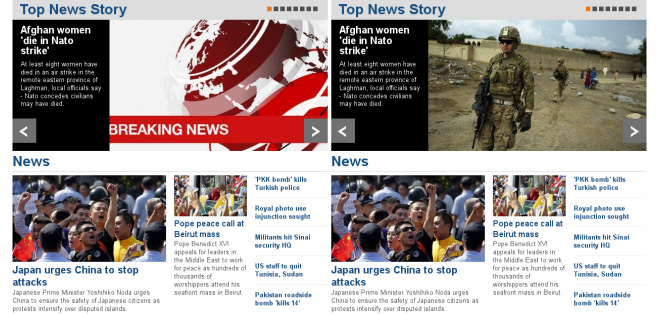 Top News Story
Afghan women
'die in Nato
strike'
At least eight women have
died in an air strike in the
remote eastern province of
Laghman, local officials say
- Nato concedes civilians
may have died.
BREAKING NEWS
News
Japan urges China to stop
attacks
Japanese Prime Minister Yoshihiko Noda urges
China to ensure the safety of Japanese citizens as
protests intensify over disputed islands.
Pope peace call at
Beirut mass
Pope Benedict XVI
appeals for leaders in
the Middle East to work
for peace as hundreds of
thousands of
worshippers attend his
seafront mass in Beirut.
'PKK bomb' kills
Turkish police
Royal photo use
injunction sought
Militants hit Sinai
security HQ
US staff to quit
Tunisia, Sudan
Pakistan roadside
bomb 'kills 14'
Top News Story
Afghan women
'die in Nato
strike'
At least eight women have
died in an air strike in the
remote eastern province of
Laghman, local officials say
- Nato concedes civilians
may have died.
News
Japan urges China to stop
attacks
Japanese Prime Minister Yoshihiko Noda urges
China to ensure the safety of Japanese citizens as
protests intensify over disputed islands.
Pope peace call at
Beirut mass
Pope Benedict XVI
appeals for leaders in
the Middle East to work
for peace as hundreds of
thousands of
worshippers attend his
seafront mass in Beirut.
'PKK bomb' kills
Turkish police
Royal photo use
injunction sought
Militants hit Sinai
security HQ
US staff to quit
Tunisia, Sudan
Pakistan roadside
bomb 'kills 14'